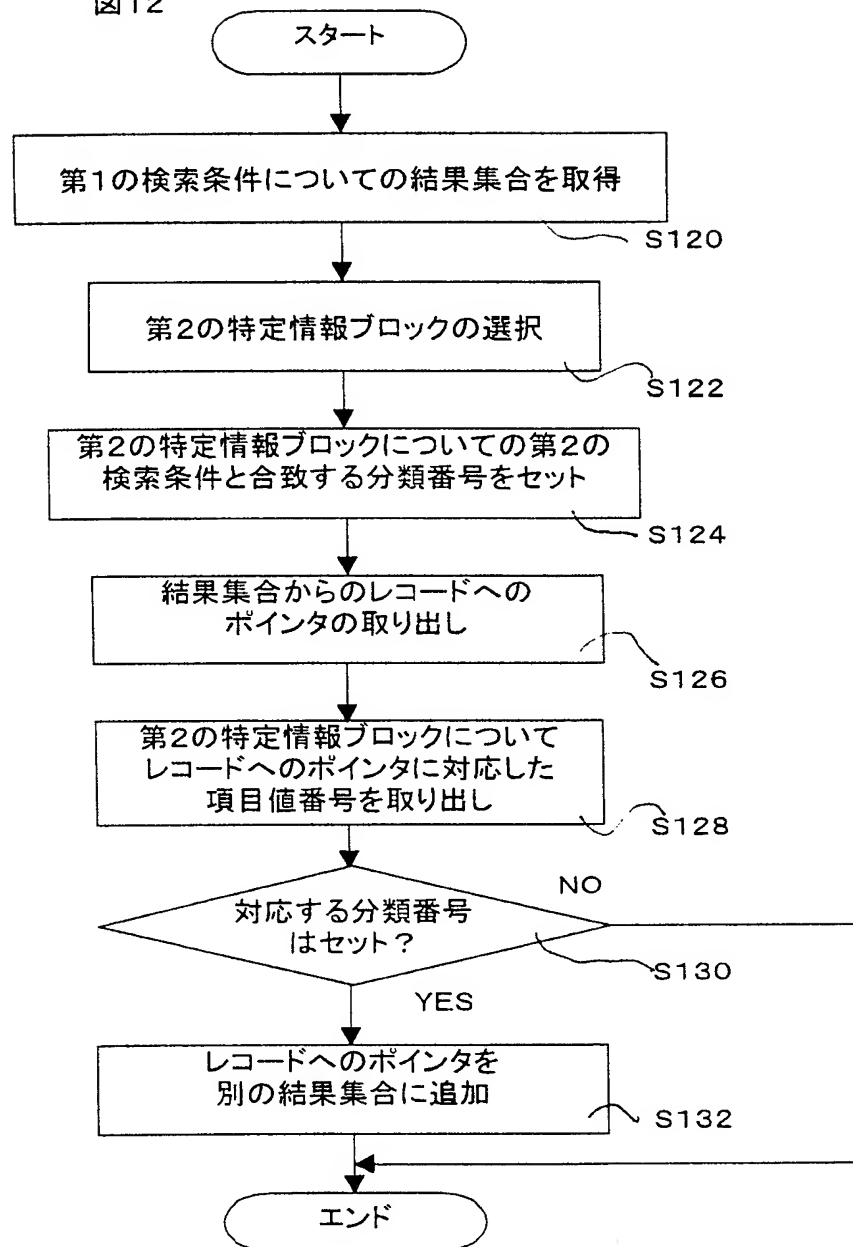 図12
スタート
第1の検索条件についての結果集合を取得
S120
第2の特定情報ブロックの選択
S122
第2の特定情報ブロックについての第2の
検索条件と合致する分類番号をセット
S124
結果集合からのレコードへの
ポインタの取り出し
S126
第2の特定情報ブロックについて
レコードへのポインタに対応した
項目値番号を取り出し
S128
NO
対応する分類番号
はセット？
S130
YES
レコードへのポインタを
別の結果集合に追加
S132
エンド